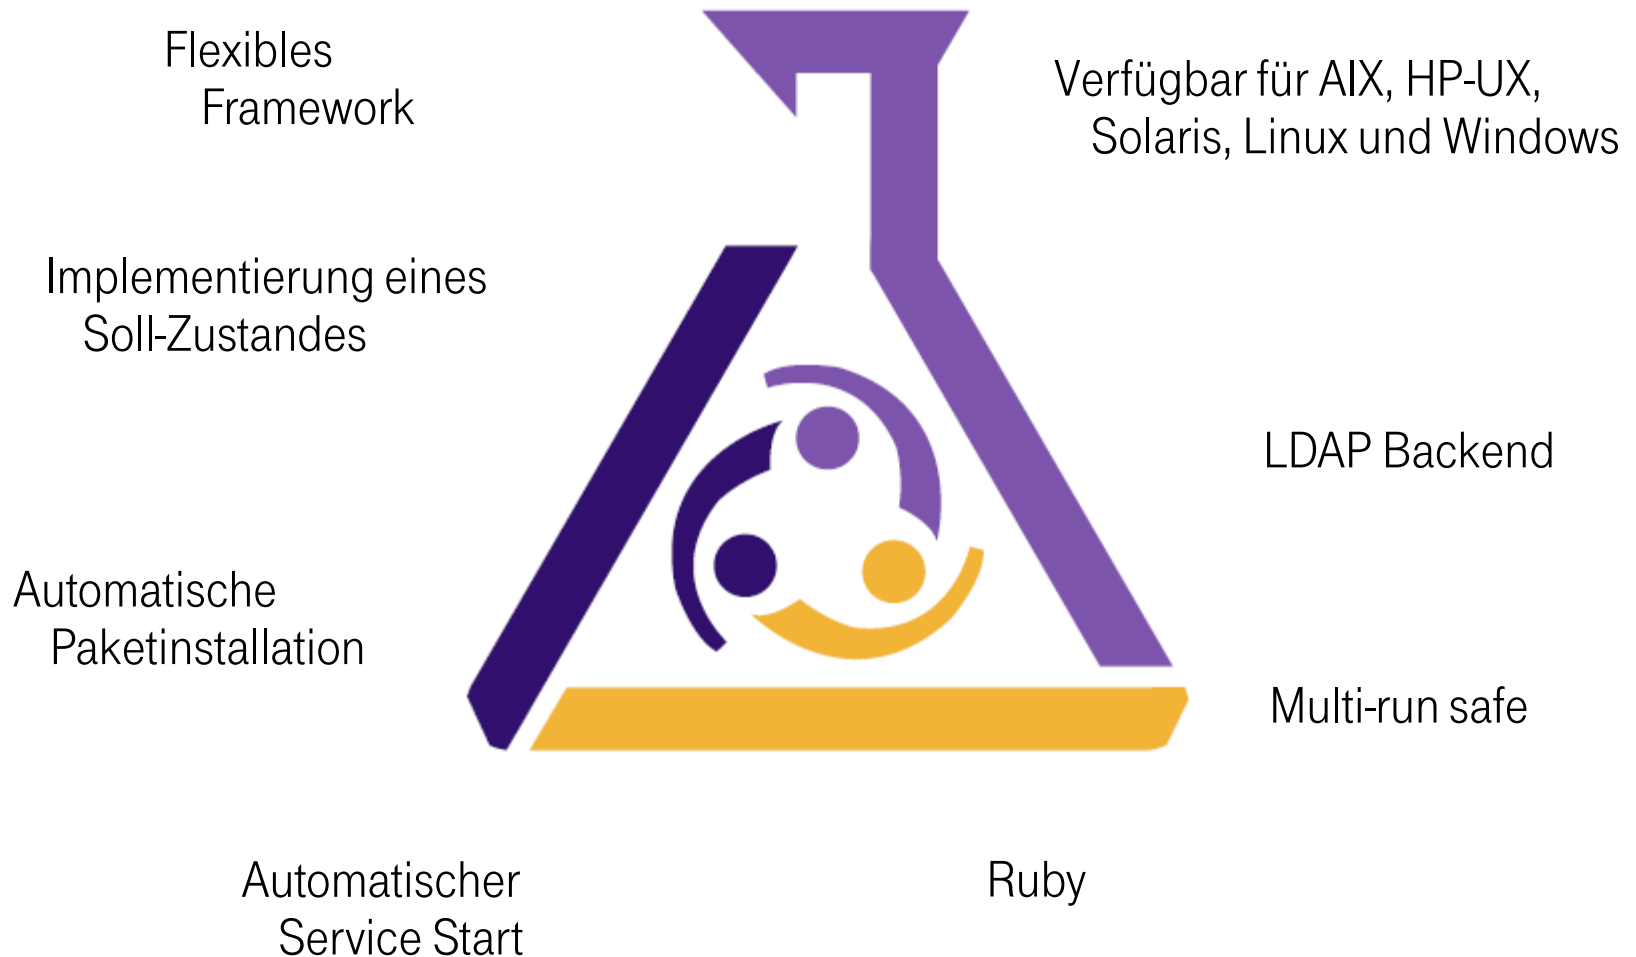 Flexibles
Framework
Verfügbar für AIX, HP-UX,
Solaris, Linux und Windows
Implementierung eines
Soll-Zustandes
LDAP Backend
Automatische
Paketinstallation
Multi-run safe
Automatischer
Service Start
Ruby